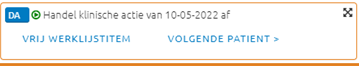 DA Handel klinische actie van 10-05-2022 af
VRIJ WERKLIJSTITEM VOLGENDE PATIENT >